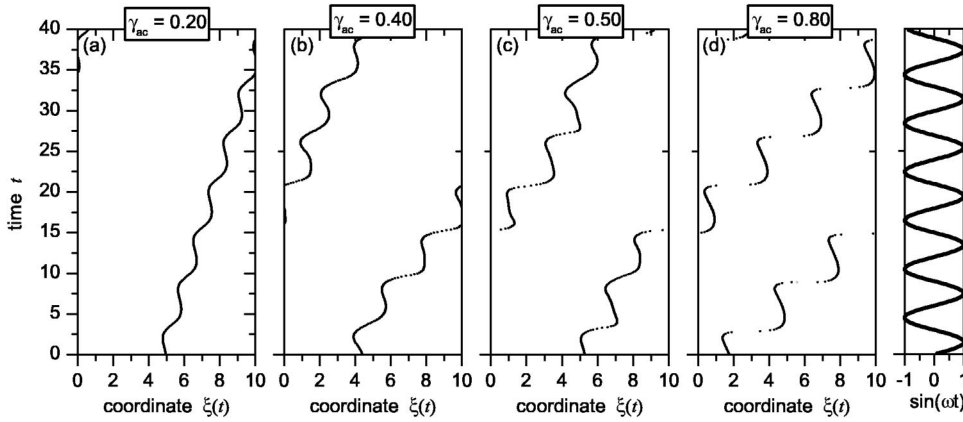 γac = 0.20
γac = 0.40
γac = 0.50
γac = 0.80
(a)
(b)
(c)
(d)
40
35
30
25
20
15
10
5
0
time t
0 2 4 6 8 10
0 2 4 6 8 10
0 2 4 6 8 10
0 2 4 6 8 10
-1 0 1
coordinate ξ(t)
coordinate ξ(t)
coordinate ξ(t)
coordinate ξ(t)
sin(ωt)